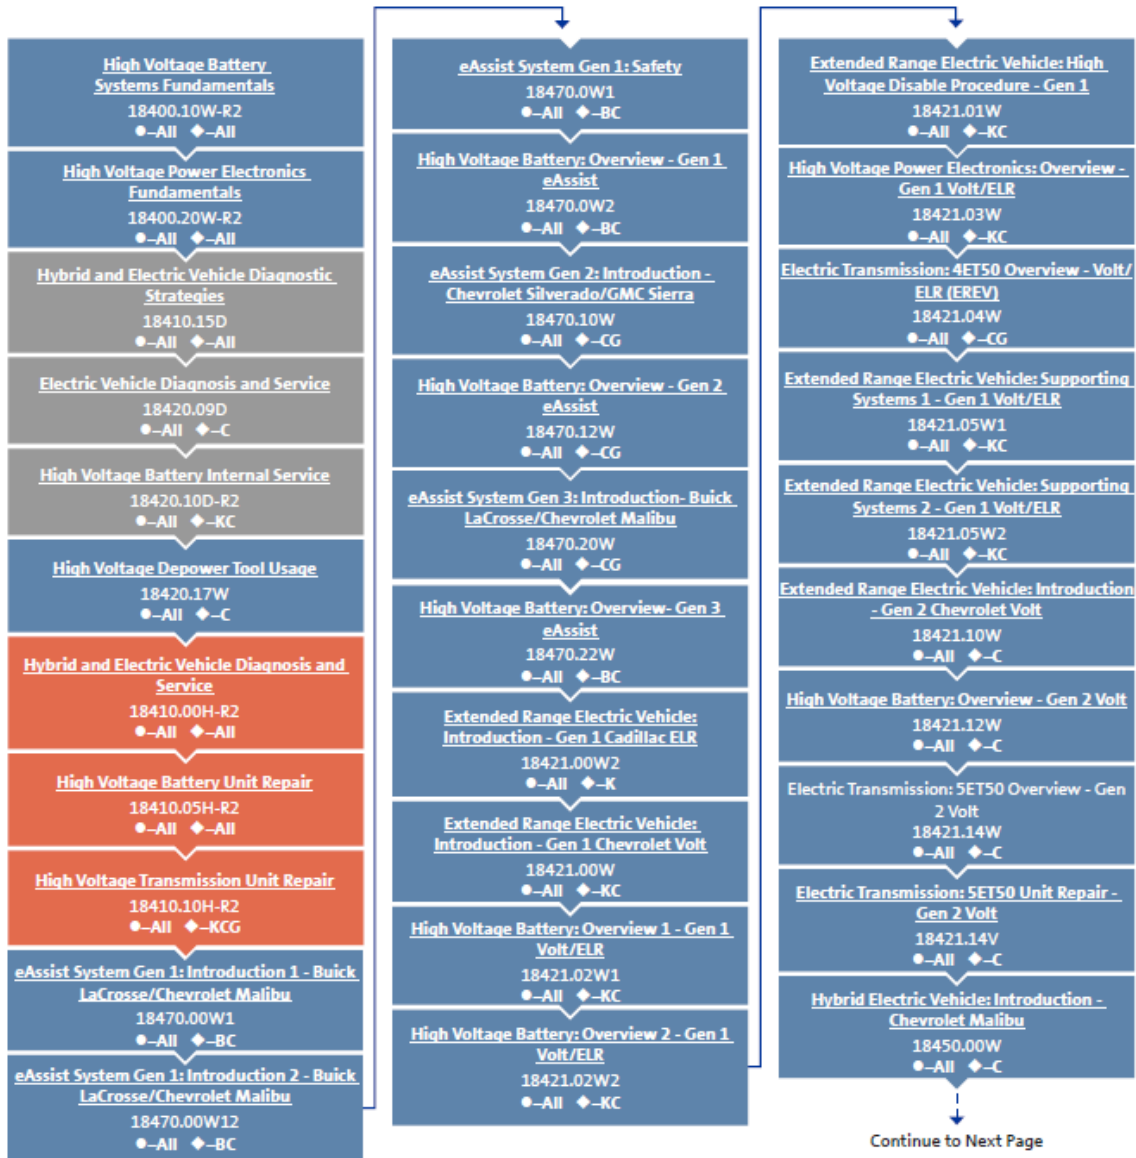 High Voltage Battery
Systems Fundamentals
18400.10W-R2
●–All ◆–All
High Voltage Power Electronics
Fundamentals
18400.20W-R2
●–All ◆–All
Hybrid and Electric Vehicle Diagnostic
Strategies
18410.15D
●–All ◆–All
Electric Vehicle Diagnosis and Service
18420.09D
●–All ◆–C
High Voltage Battery Internal Service
18420.10D-R2
●–All ◆–KC
High Voltage Depower Tool Usage
18420.17W
●–All ◆–C
Hybrid and Electric Vehicle Diagnosis and
Service
18410.00H-R2
●–All ◆–All
High Voltage Battery Unit Repair
18410.05H-R2
●–All ◆–All
High Voltage Transmission Unit Repair
18410.10H-R2
●–All ◆–KCG
eAssist System Gen 1: Introduction 1 - Buick
LaCrosse/Chevrolet Malibu
18470.00W1
●–All ◆–BC
eAssist System Gen 1: Introduction 2 - Buick
LaCrosse/Chevrolet Malibu
18470.00W12
●–All ◆–BC
eAssist System Gen 1: Safety
18470.0W1
●–All ◆–BC
High Voltage Battery: Overview - Gen 1
eAssist
18470.0W2
●–All ◆–BC
eAssist System Gen 2: Introduction -
Chevrolet Silverado/GMC Sierra
18470.10W
●–All ◆–CG
High Voltage Battery: Overview - Gen 2
eAssist
18470.12W
●–All ◆–CG
eAssist System Gen 3: Introduction- Buick
LaCrosse/Chevrolet Malibu
18470.20W
●–All ◆–CG
High Voltage Battery: Overview- Gen 3
eAssist
18470.22W
●–All ◆–BC
Extended Range Electric Vehicle:
Introduction - Gen 1 Cadillac ELR
18421.00W2
●–All ◆–K
Extended Range Electric Vehicle:
Introduction - Gen 1 Chevrolet Volt
18421.00W
●–All ◆–KC
High Voltage Battery: Overview 1 - Gen 1
Volt/ELR
18421.02W1
●–All ◆–KC
High Voltage Battery: Overview 2 - Gen 1
Volt/ELR
18421.02W2
●–All ◆–KC
Extended Range Electric Vehicle: High
Voltage Disable Procedure - Gen 1
18421.01W
●–All ◆–KC
High Voltage Power Electronics: Overview -
Gen 1 Volt/ELR
18421.03W
●–All ◆–KC
Electric Transmission: 4ET50 Overview - Volt/
ELR (EREV)
18421.04W
●–All ◆–CG
Extended Range Electric Vehicle: Supporting
Systems 1 - Gen 1 Volt/ELR
18421.05W1
●–All ◆–KC
Extended Range Electric Vehicle: Supporting
Systems 2 - Gen 1 Volt/ELR
18421.05W2
●–All ◆–KC
Extended Range Electric Vehicle: Introduction
- Gen 2 Chevrolet Volt
18421.10W
●–All ◆–C
High Voltage Battery: Overview - Gen 2 Volt
18421.12W
●–All ◆–C
Electric Transmission: 5ET50 Overview - Gen
2 Volt
18421.14W
●–All ◆–C
Electric Transmission: 5ET50 Unit Repair -
Gen 2 Volt
18421.14V
●–All ◆–C
Hybrid Electric Vehicle: Introduction -
Chevrolet Malibu
18450.00W
●–All ◆–C
Continue to Next Page